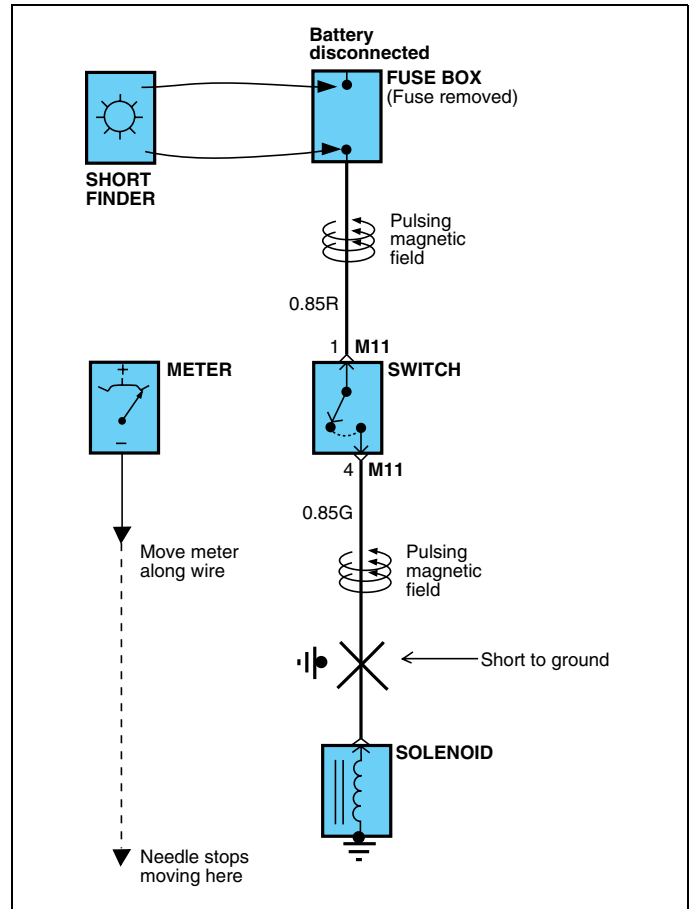 Battery
disconnected
FUSE BOX
(Fuse removed)
SHORT
FINDER
Pulsing
magnetic
field
0.85R
1 M11
METER
SWITCH
+
–
4 M11
0.85G
Move meter
along wire
Pulsing
magnetic
field
Short to ground
SOLENOID
Needle stops
moving here